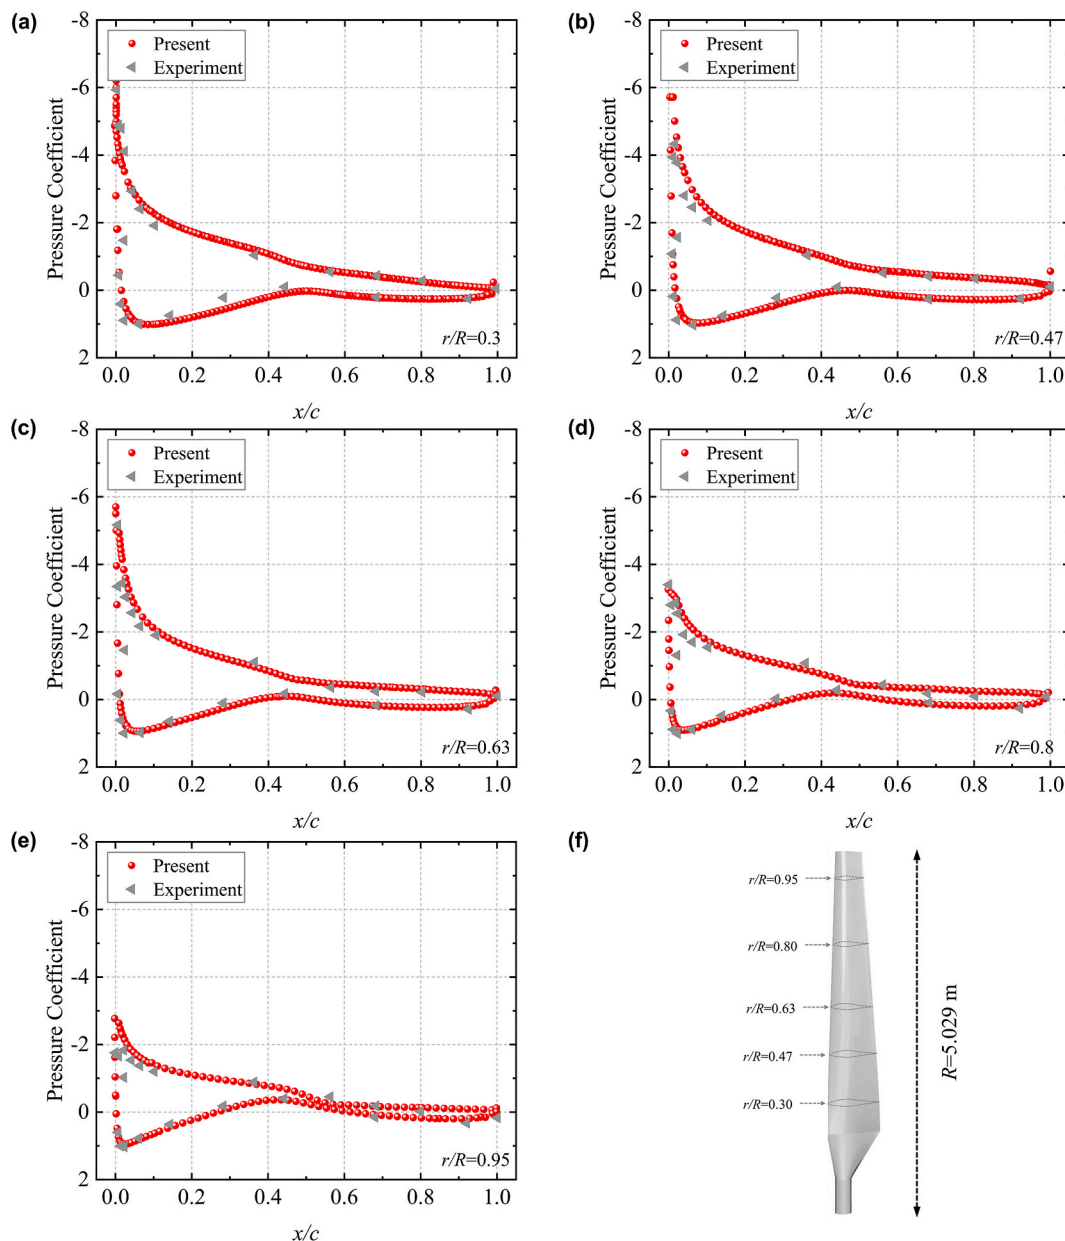 (a)
Present
Experiment
Pressure Coefficient
-8
-6
-4
-2
0
2
r/R=0.3
0.0 0.2 0.4 0.6 0.8 1.0
x/c
(b)
Present
Experiment
Pressure Coefficient
-8
-6
-4
-2
0
2
r/R=0.47
0.0 0.2 0.4 0.6 0.8 1.0
x/c
(c)
Present
Experiment
Pressure Coefficient
-8
-6
-4
-2
0
2
r/R=0.63
0.0 0.2 0.4 0.6 0.8 1.0
x/c
(d)
Present
Experiment
Pressure Coefficient
-8
-6
-4
-2
0
2
r/R=0.8
0.0 0.2 0.4 0.6 0.8 1.0
x/c
(e)
Present
Experiment
Pressure Coefficient
-8
-6
-4
-2
0
2
r/R=0.95
0.0 0.2 0.4 0.6 0.8 1.0
x/c
(f)
r/R=0.95
r/R=0.80
r/R=0.63
r/R=0.47
r/R=0.30
R=5.029 m